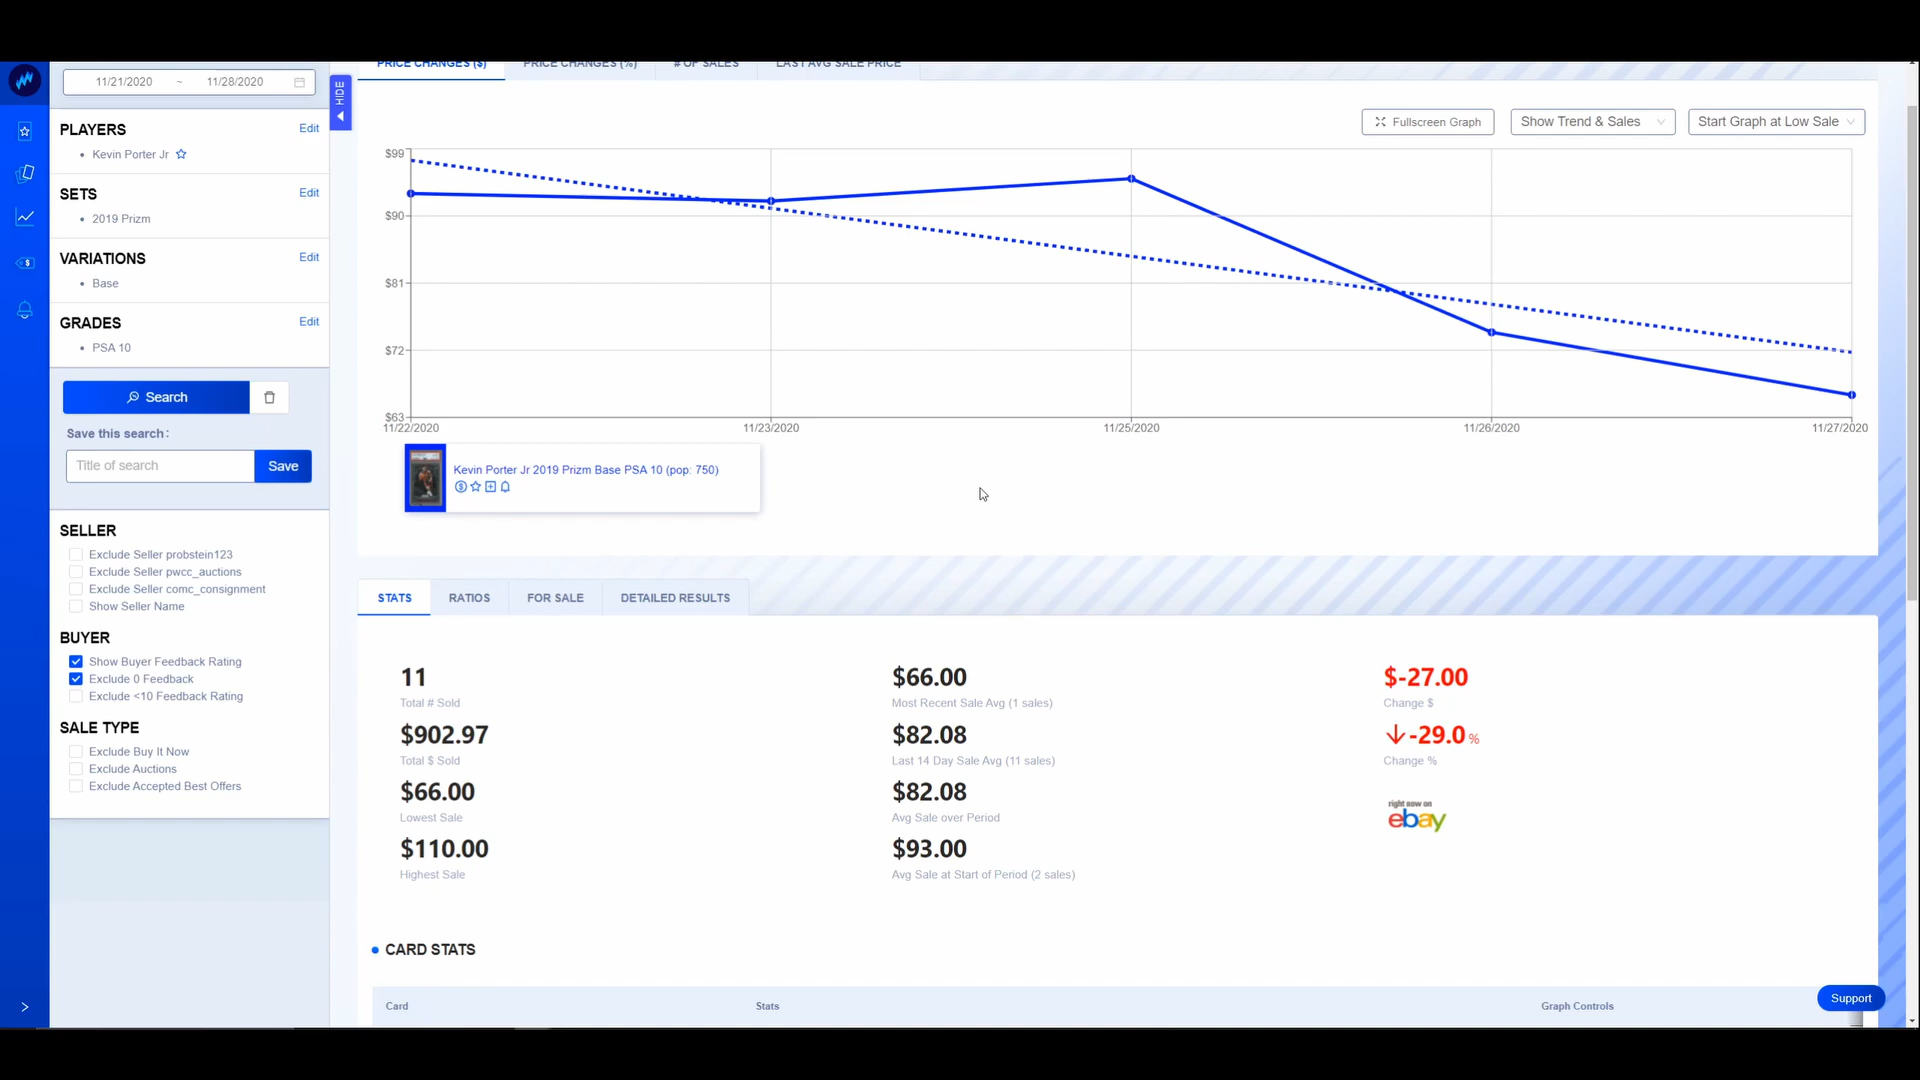 PRICE CHANGES ($) PRICE CHANGES (%) # OF SALES LAST AVG SALE PRICE
11/21/2020 ~ 11/28/2020
HIDE
PLAYERS Edit
Kevin Porter Jr
SETS Edit
2019 Prizm
VARIATIONS Edit
Base
GRADES Edit
PSA 10
Search
Save this search:
Title of search Save
SELLER
Exclude Seller probstein123
Exclude Seller pwcc_auctions
Exclude Seller comc_consignment
Show Seller Name
BUYER
Show Buyer Feedback Rating
Exclude 0 Feedback
Exclude <10 Feedback Rating
SALE TYPE
Exclude Buy It Now
Exclude Auctions
Exclude Accepted Best Offers
Fullscreen Graph Show Trend & Sales Start Graph at Low Sale
$99
$90
$81
$72
$63
11/22/2020 11/23/2020 11/25/2020 11/26/2020 11/27/2020
Kevin Porter Jr 2019 Prizm Base PSA 10 (pop: 750)
STATS RATIOS FOR SALE DETAILED RESULTS
11
Total # Sold
$902.97
Total $ Sold
$66.00
Lowest Sale
$110.00
Highest Sale
$66.00
Most Recent Sale Avg (1 sales)
$82.08
Last 14 Day Sale Avg (11 sales)
$82.08
Avg Sale over Period
$93.00
Avg Sale at Start of Period (2 sales)
$-27.00
Change $
-29.0 %
Change %
right now on
ebay
CARD STATS
Card Stats Graph Controls
Support